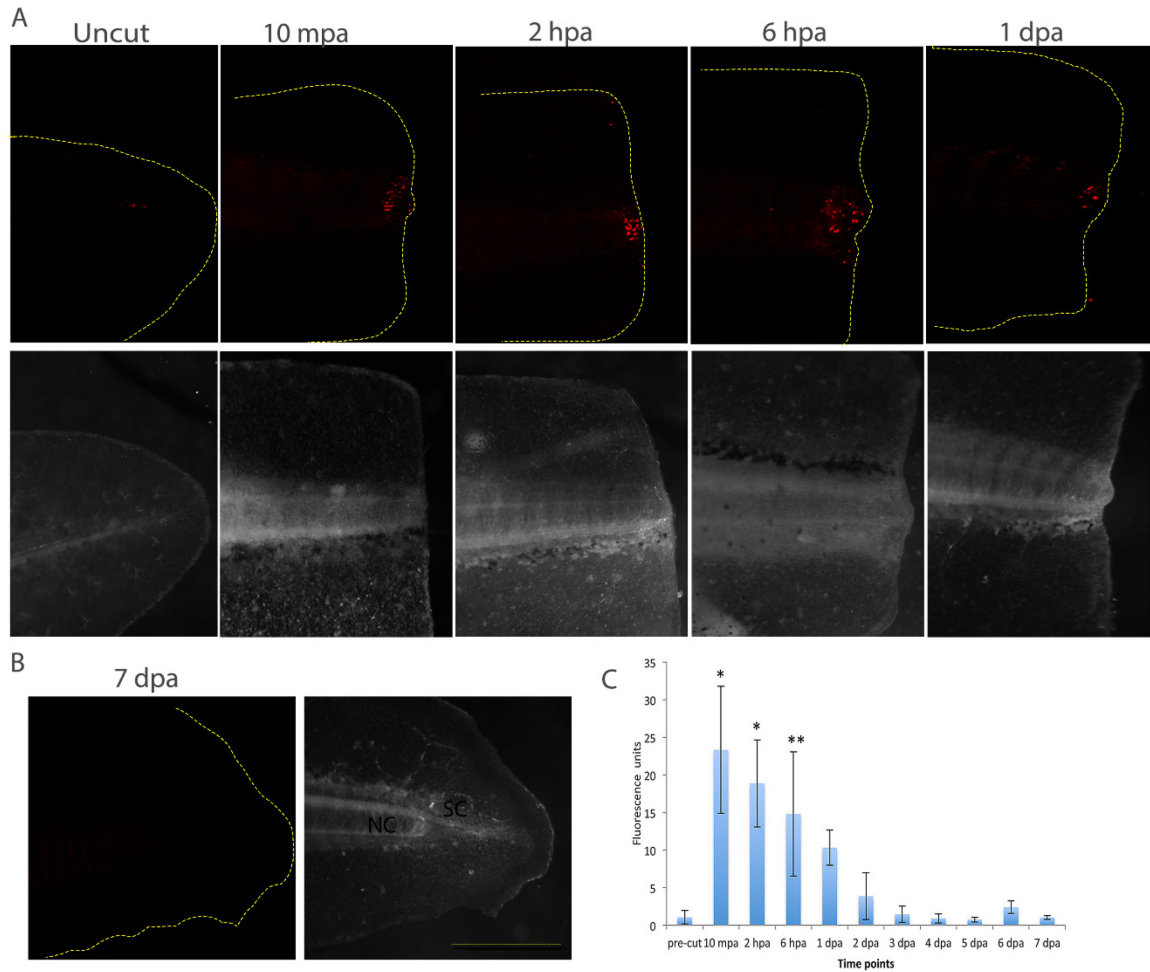 A
Uncut
10 mpa
2 hpa
6 hpa
1 dpa
B
7 dpa
NC
SC
C
Fluorescence units
35
30
25
20
15
10
5
0
*
*
**
pre-cut 10 mpa 2 hpa 6 hpa 1 dpa 2 dpa 3 dpa 4 dpa 5 dpa 6 dpa 7 dpa
Time points